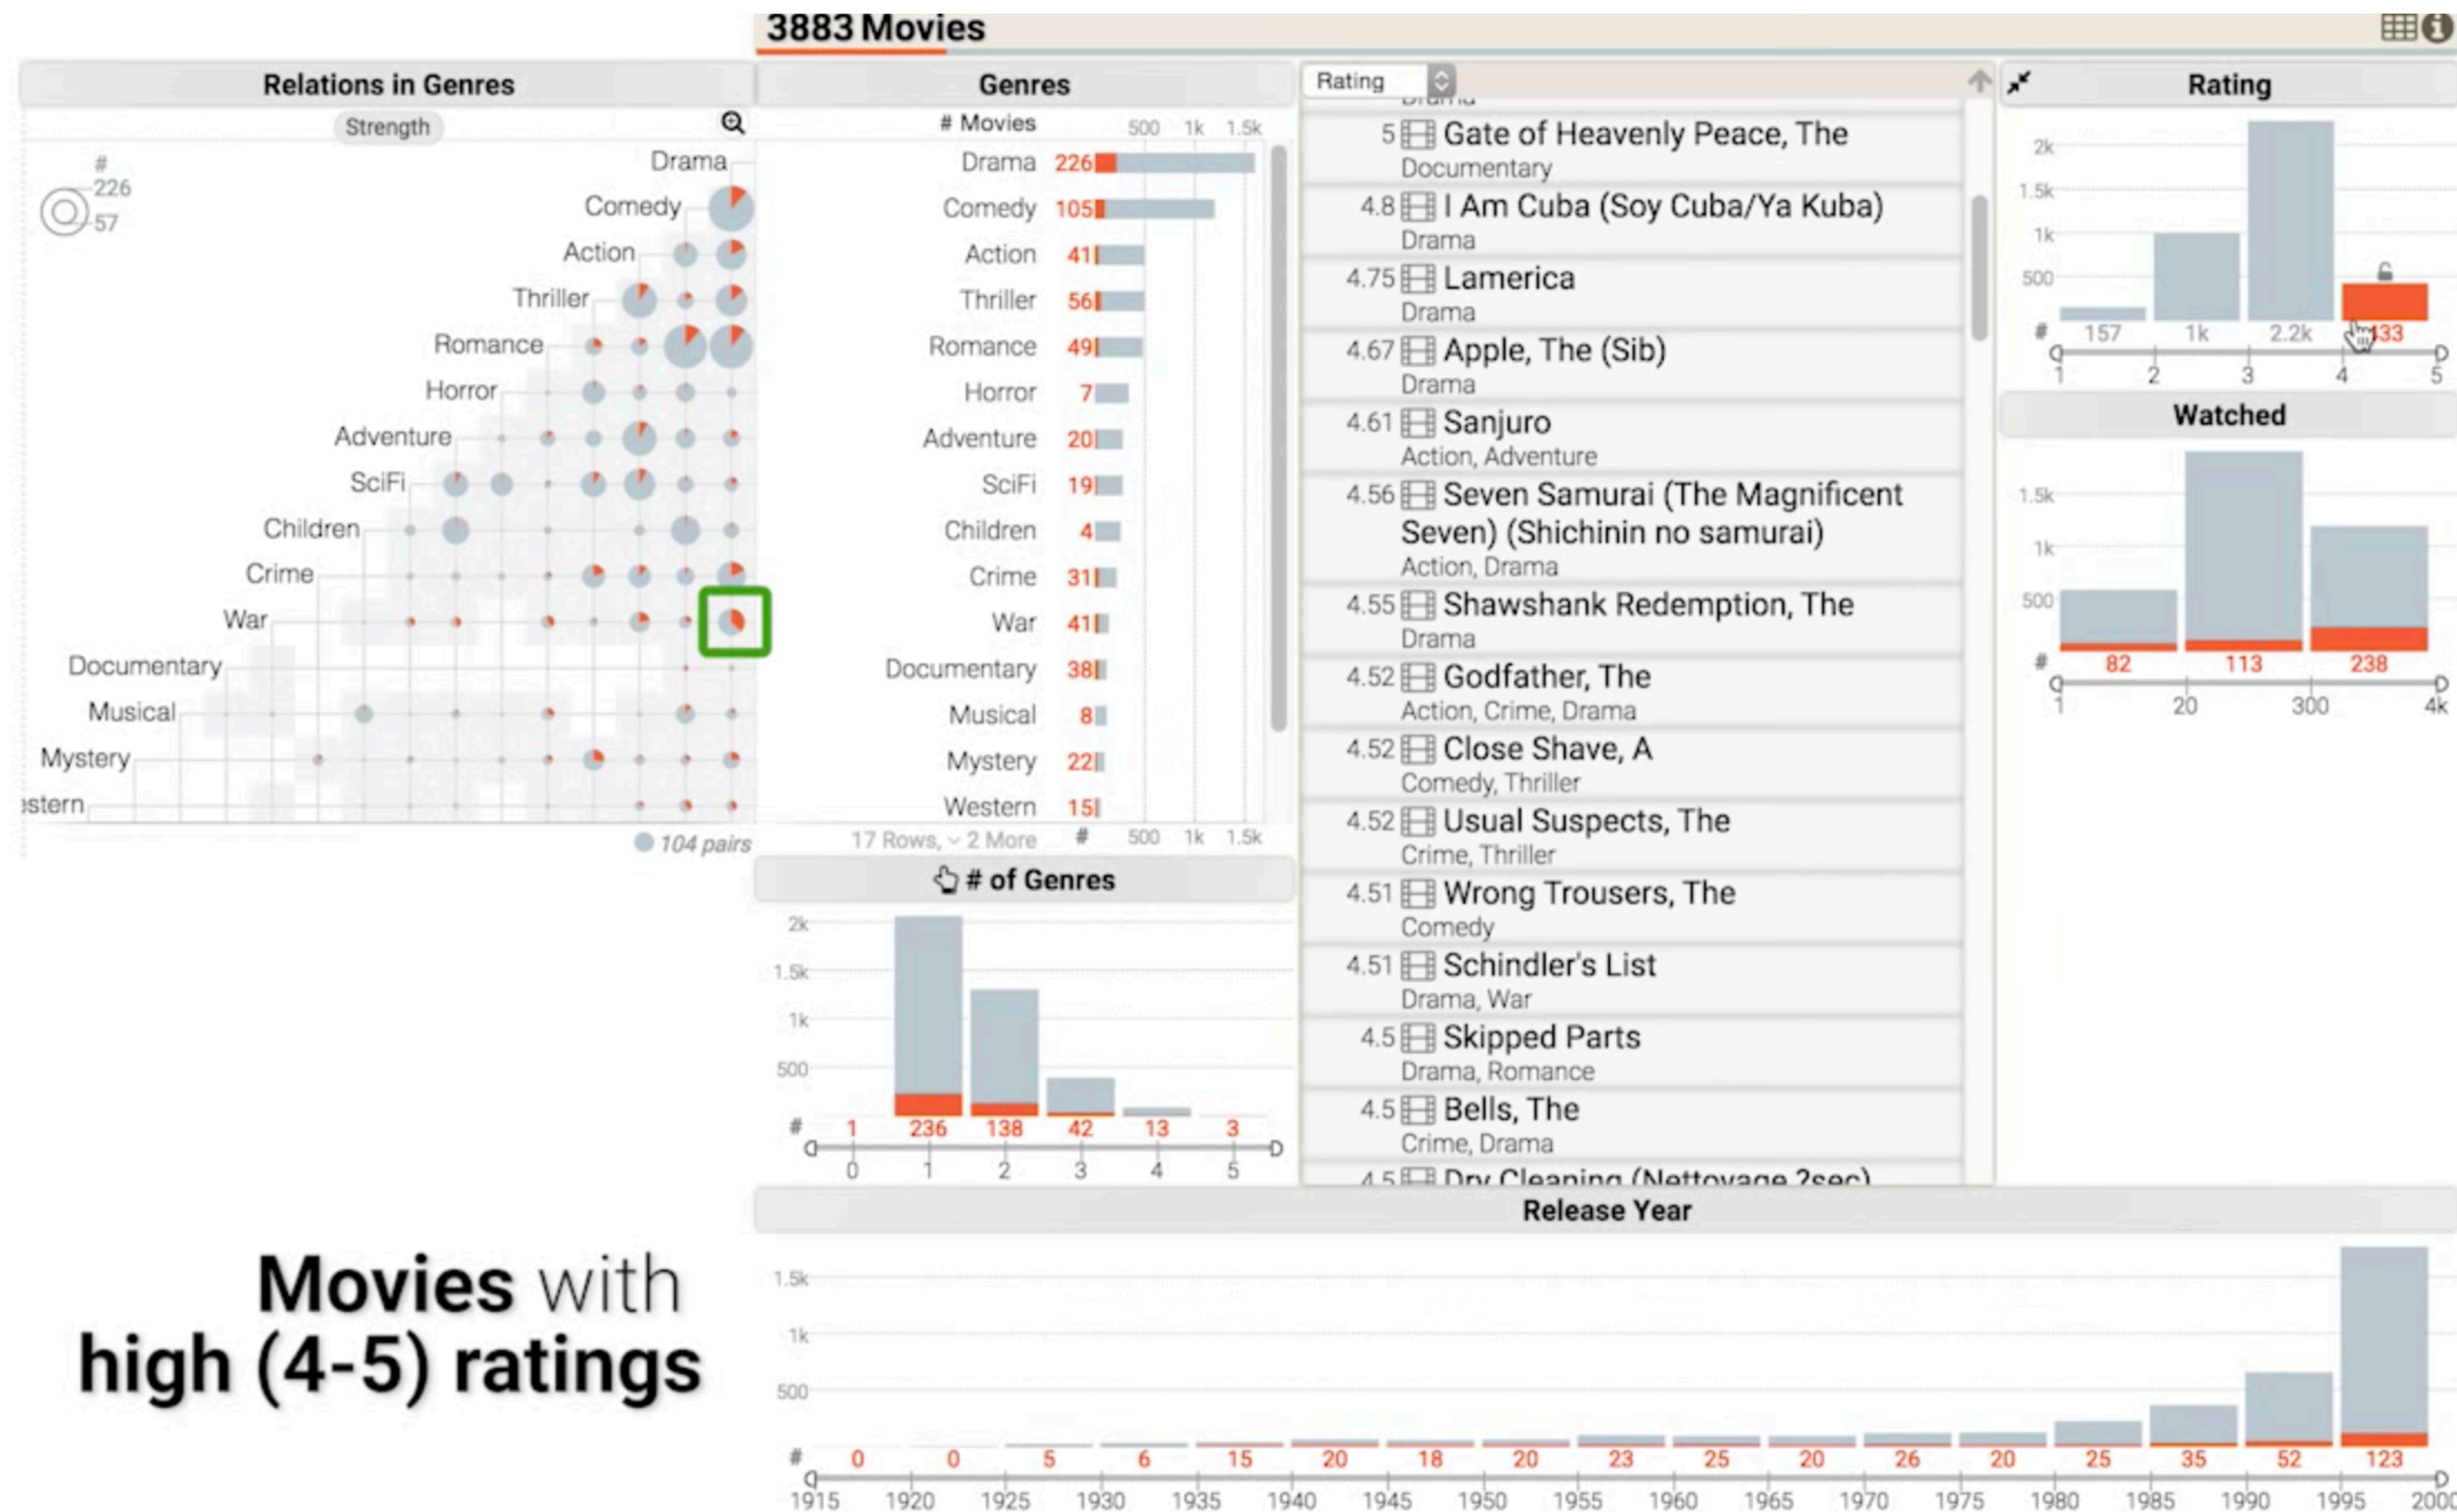 3883 Movies
Relations in Genres
Strength
#
226
57
Drama
Comedy
Action
Thriller
Romance
Horror
Adventure
SciFi
Children
Crime
War
Documentary
Musical
Mystery
estern
104 pairs
Genres
# Movies 500 1k 1.5k
Drama 226
Comedy 105
Action 41
Thriller 56
Romance 49
Horror 7
Adventure 20
SciFi 19
Children 4
Crime 31
War 41
Documentary 38
Musical 8
Mystery 22
Western 15
17 Rows, 2 More # 500 1k 1.5k
# of Genres
2k
1.5k
1k
500
# 1 236 138 42 13 3
0 1 2 3 4 5
Rating
Drama
5 Gate of Heavenly Peace, The
Documentary
4.8 I Am Cuba (Soy Cuba/Ya Kuba)
Drama
4.75 Lamerica
Drama
4.67 Apple, The (Sib)
Drama
4.61 Sanjuro
Action, Adventure
4.56 Seven Samurai (The Magnificent
Seven) (Shichinin no samurai)
Action, Drama
4.55 Shawshank Redemption, The
Drama
4.52 Godfather, The
Action, Crime, Drama
4.52 Close Shave, A
Comedy, Thriller
4.52 Usual Suspects, The
Crime, Thriller
4.51 Wrong Trousers, The
Comedy
4.51 Schindler's List
Drama, War
4.5 Skipped Parts
Drama, Romance
4.5 Bells, The
Crime, Drama
4.5 Dry Cleaning (Nettoyage ?sec)
Rating
2k
1.5k
1k
500
# 157 1k 2.2k 433
1 2 3 4 5
Watched
1.5k
1k
500
# 82 113 238
1 20 300 4k
Release Year
1.5k
1k
500
# 0 0 5 6 15 20 18 20 23 25 20 26 20 25 35 52 123
1915 1920 1925 1930 1935 1940 1945 1950 1955 1960 1965 1970 1975 1980 1985 1990 1995 2000
Movies with
high (4-5) ratings